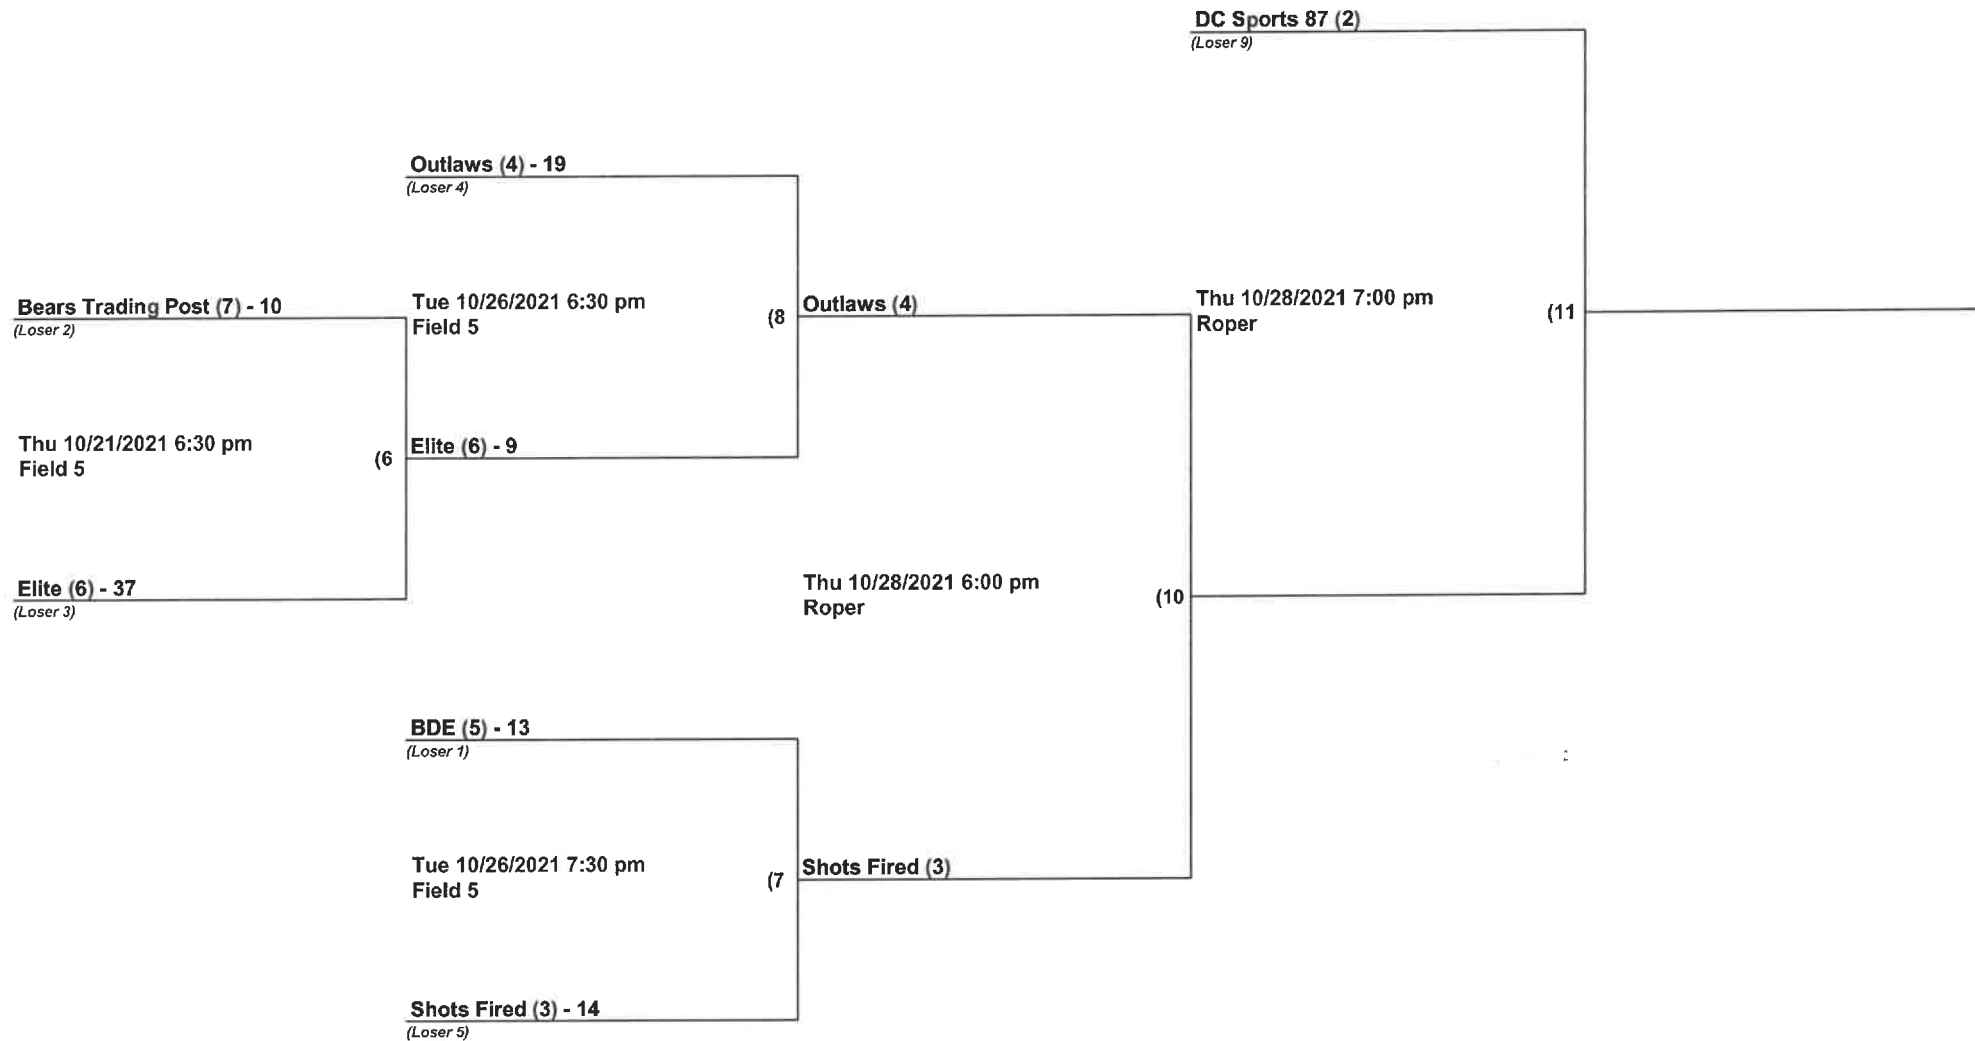 DC Sports 87 (2)
(Loser 9)
Outlaws (4) - 19
(Loser 4)
Bears Trading Post (7) - 10
(Loser 2)
Tue 10/26/2021 6:30 pm
Field 5
(8
Outlaws (4)
Thu 10/28/2021 7:00 pm
Roper
(11
Thu 10/21/2021 6:30 pm
Field 5
(6
Elite (6) - 9
Elite (6) - 37
(Loser 3)
Thu 10/28/2021 6:00 pm
Roper
(10
BDE (5) - 13
(Loser 1)
Tue 10/26/2021 7:30 pm
Field 5
(7
Shots Fired (3)
Shots Fired (3) - 14
(Loser 5)